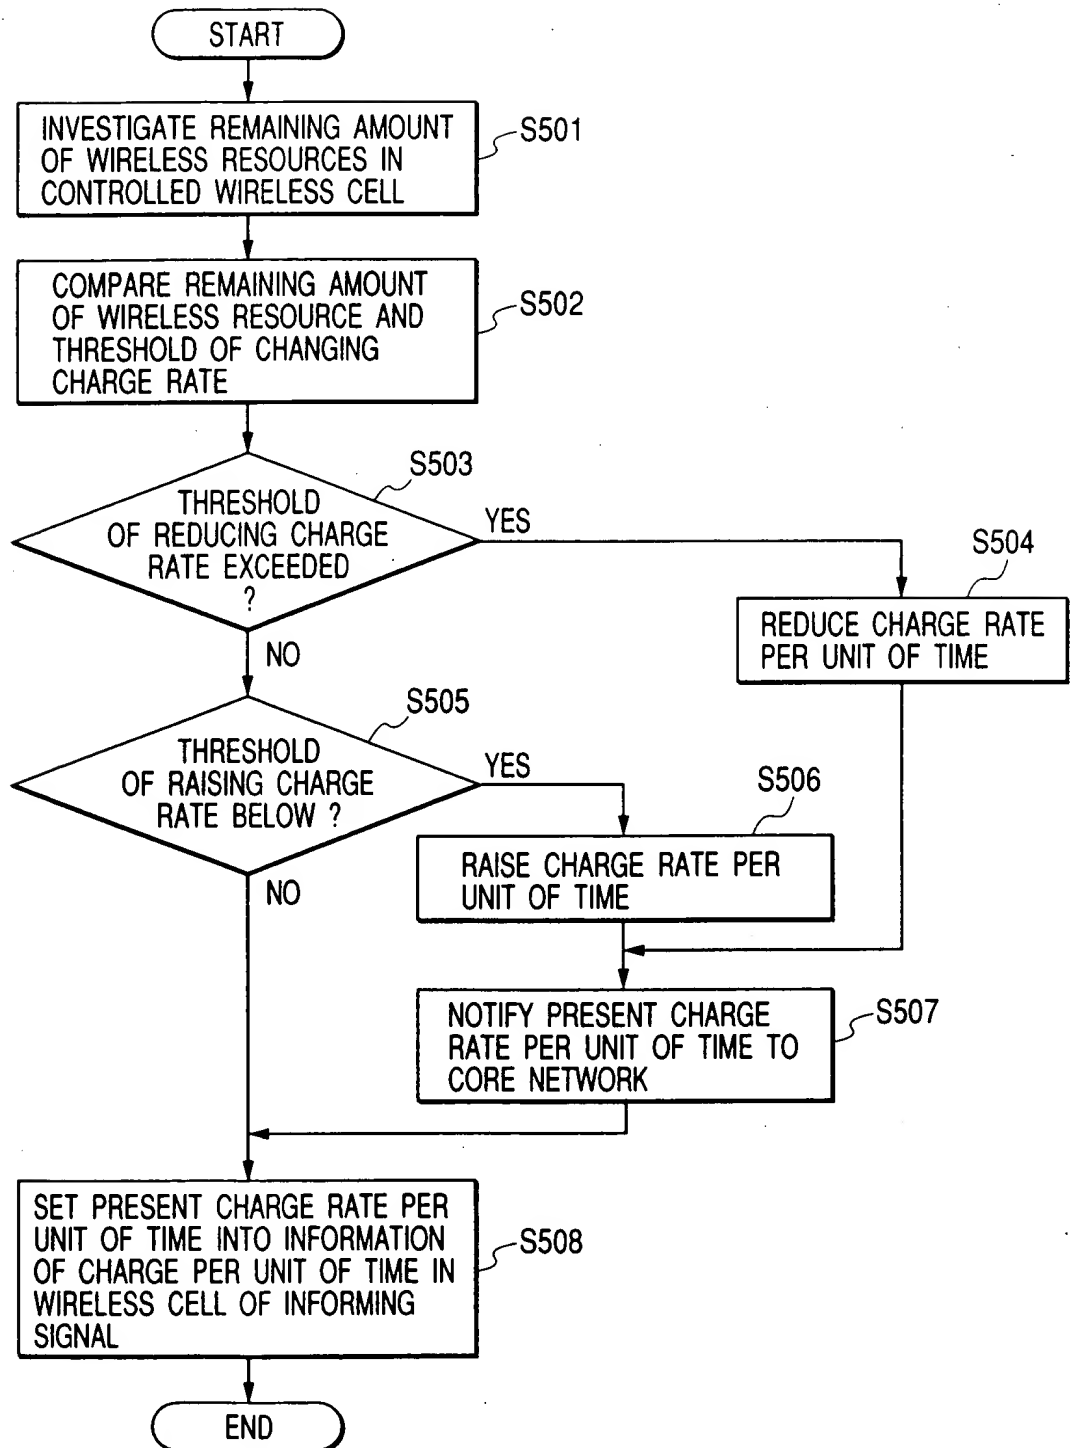 START
INVESTIGATE REMAINING AMOUNT
OF WIRELESS RESOURCES IN
CONTROLLED WIRELESS CELL
S501
COMPARE REMAINING AMOUNT
OF WIRELESS RESOURCE AND
THRESHOLD OF CHANGING
CHARGE RATE
S502
S503
THRESHOLD
OF REDUCING CHARGE
RATE EXCEEDED
?
YES
S504
REDUCE CHARGE RATE
PER UNIT OF TIME
NO
S505
THRESHOLD
OF RAISING CHARGE
RATE BELOW ?
YES
S506
RAISE CHARGE RATE PER
UNIT OF TIME
NO
NOTIFY PRESENT CHARGE
RATE PER UNIT OF TIME TO
CORE NETWORK
S507
SET PRESENT CHARGE RATE PER
UNIT OF TIME INTO INFORMATION
OF CHARGE PER UNIT OF TIME IN
WIRELESS CELL OF INFORMING
SIGNAL
S508
END